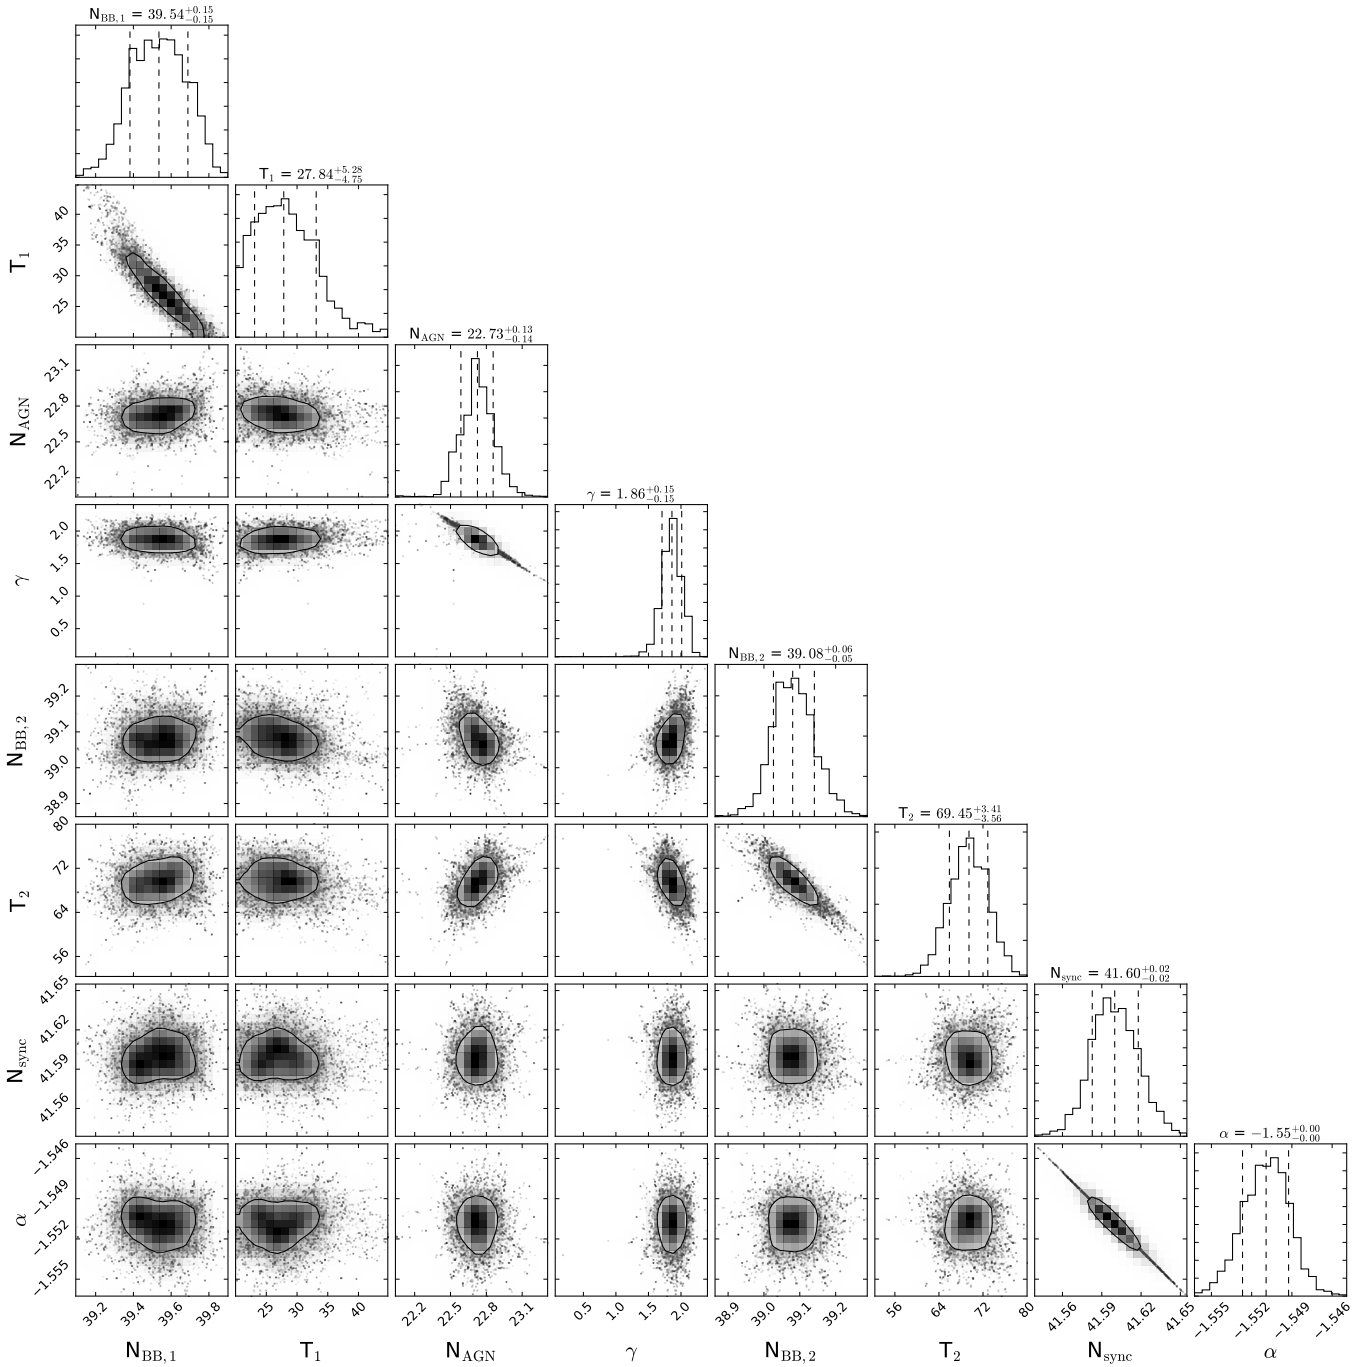 N_BB,1 = 39.54 +0.15 −0.15
T_1 = 27.84 +5.28 −4.75
40
35
30
25
T_1
N_AGN = 22.73 +0.13 −0.14
23.1
22.8
22.5
22.2
N_AGN
γ = 1.86 +0.15 −0.15
2.0
1.5
1.0
0.5
γ
N_BB,2 = 39.08 +0.06 −0.05
39.2
39.1
39.0
38.9
N_BB,2
T_2 = 69.45 +3.41 −3.56
80
72
64
56
T_2
N_sync = 41.60 +0.02 −0.02
41.65
41.62
41.59
41.56
N_sync
α = −1.55 +0.00 −0.00
−1.546
−1.549
−1.552
−1.555
α
39.2 39.4 39.6 39.8 25 30 35 40 22.2 22.5 22.8 23.1 0.5 1.0 1.5 2.0 38.9 39.0 39.1 39.2 56 64 72 80 41.56 41.59 41.62 41.65 −1.555 −1.552 −1.549 −1.546
N_BB,1 T_1 N_AGN γ N_BB,2 T_2 N_sync α